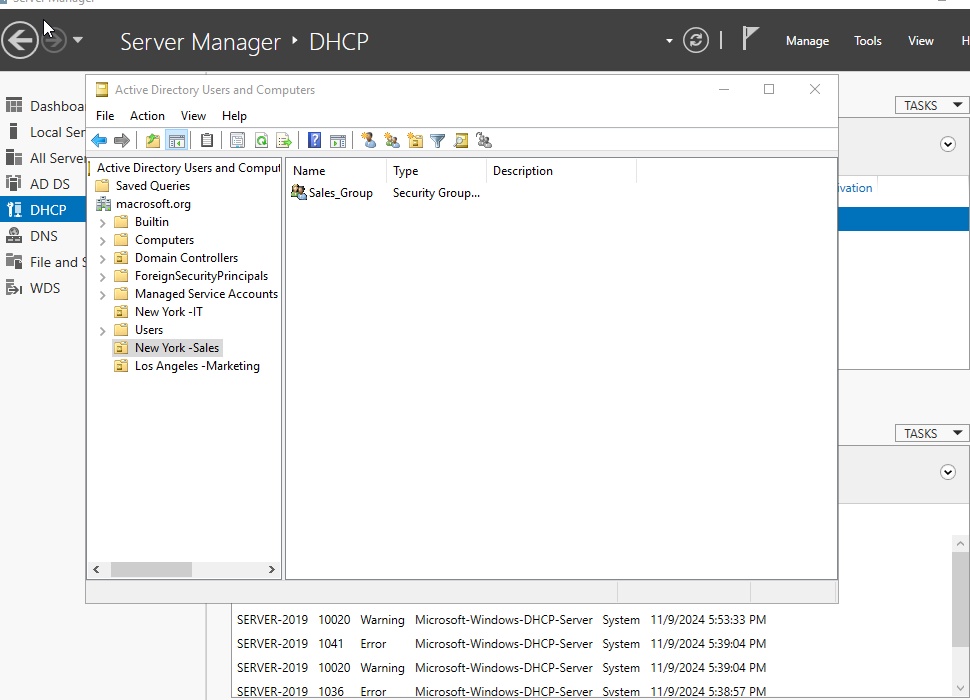 Server Manager
Server Manager ‣ DHCP
Manage Tools View H
Active Directory Users and Computers
File Action View Help
Dashboa
Local Ser
All Server
AD DS
DHCP
DNS
File and S
WDS
Active Directory Users and Comput
Saved Queries
macrosoft.org
Builtin
Computers
Domain Controllers
ForeignSecurityPrincipals
Managed Service Accounts
New York -IT
Users
New York -Sales
Los Angeles -Marketing
Name Type Description
Sales_Group Security Group...
TASKS
ivation
TASKS
SERVER-2019 10020 Warning Microsoft-Windows-DHCP-Server System 11/9/2024 5:53:33 PM
SERVER-2019 1041 Error Microsoft-Windows-DHCP-Server System 11/9/2024 5:39:04 PM
SERVER-2019 10020 Warning Microsoft-Windows-DHCP-Server System 11/9/2024 5:39:04 PM
SERVER-2019 1036 Error Microsoft-Windows-DHCP-Server System 11/9/2024 5:38:57 PM